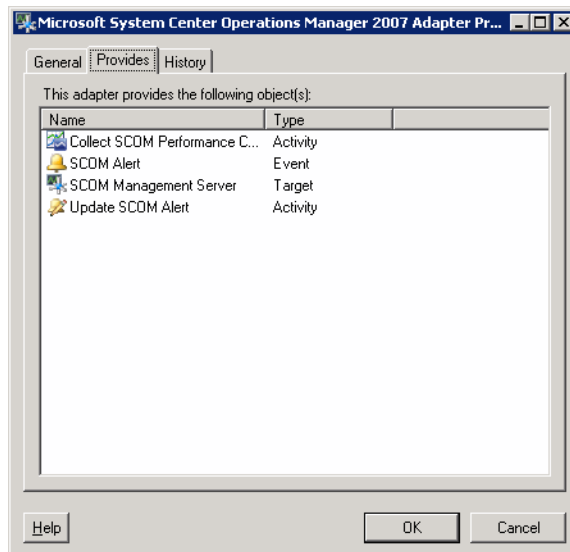 Microsoft System Center Operations Manager 2007 Adapter Pr...
General Provides History
This adapter provides the following object(s):
Name Type
Collect SCOM Performance C... Activity
SCOM Alert Event
SCOM Management Server Target
Update SCOM Alert Activity
Help OK Cancel